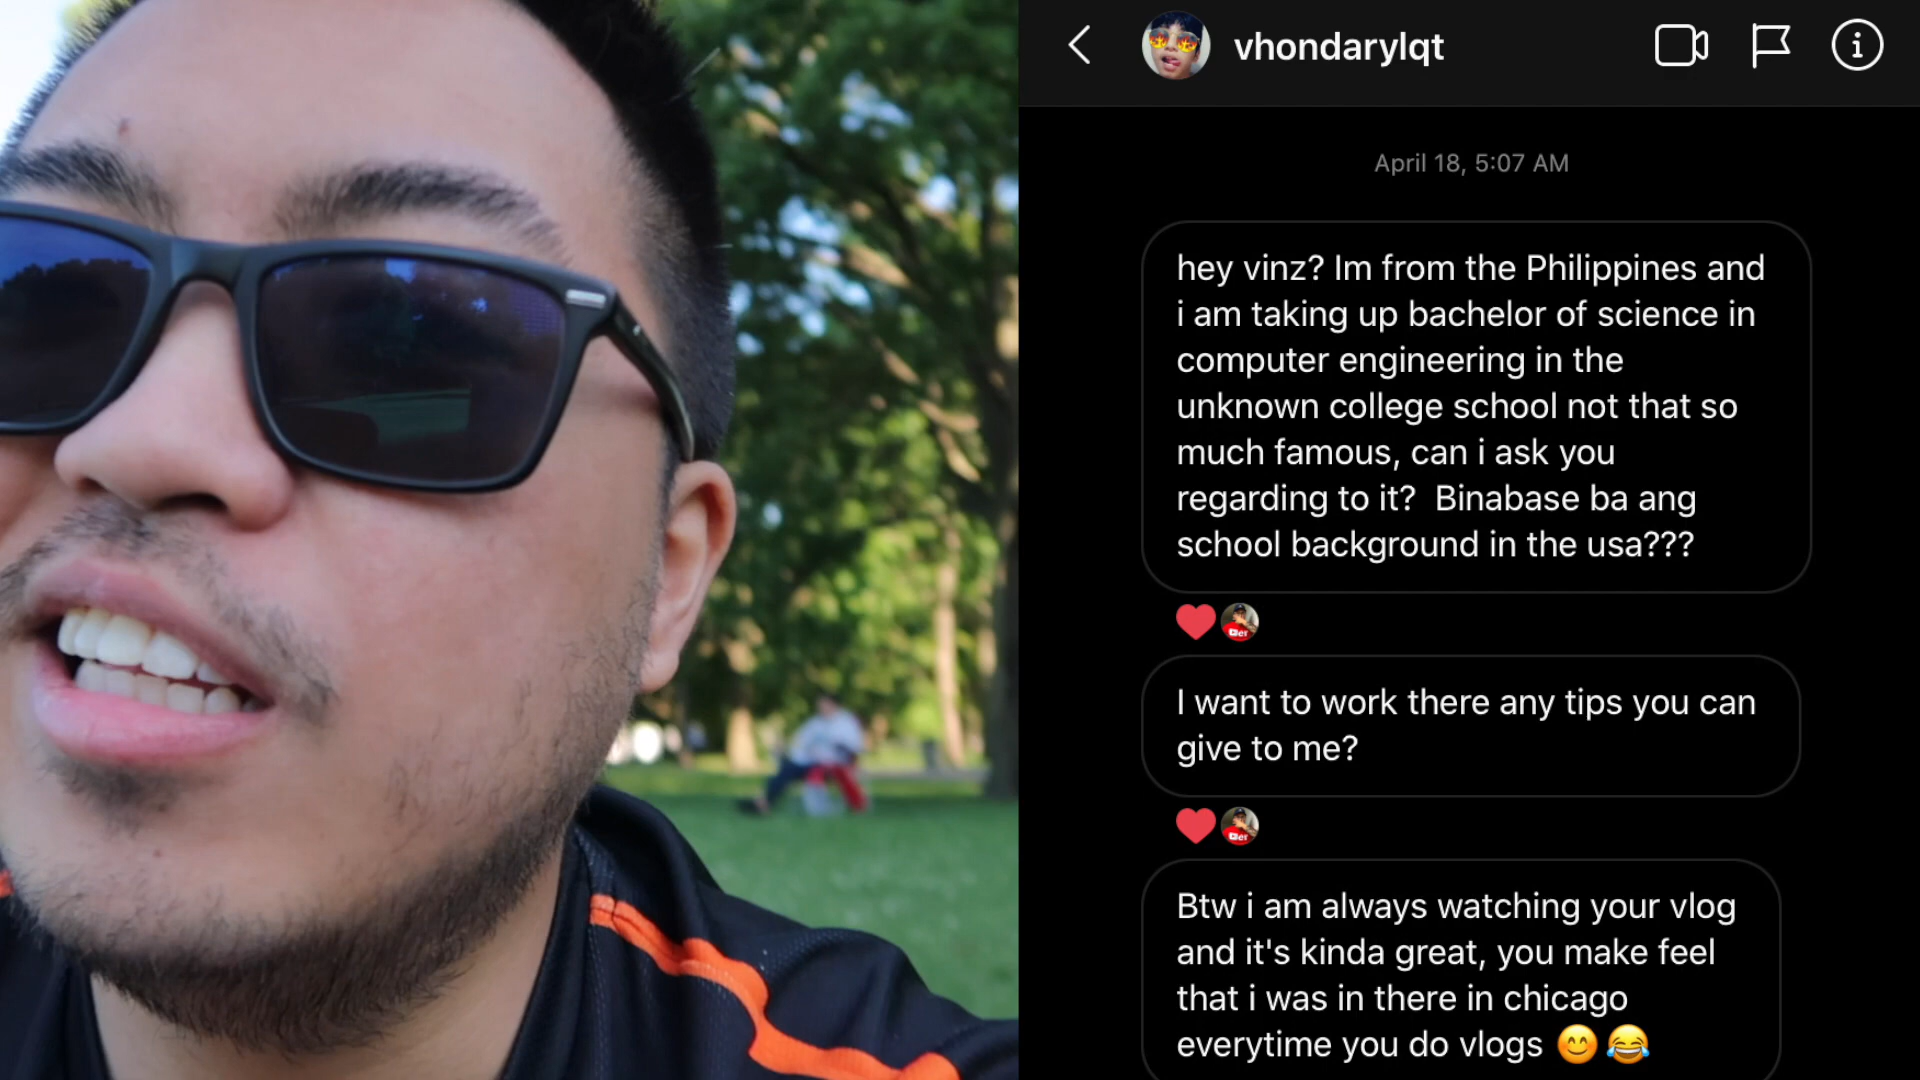 vhondarylqt
April 18, 5:07 AM
hey vinz? Im from the Philippines and
i am taking up bachelor of science in
computer engineering in the
unknown college school not that so
much famous, can i ask you
regarding to it?  Binabase ba ang
school background in the usa???
I want to work there any tips you can
give to me?
Btw i am always watching your vlog
and it's kinda great, you make feel
that i was in there in chicago
everytime you do vlogs 😊 😂